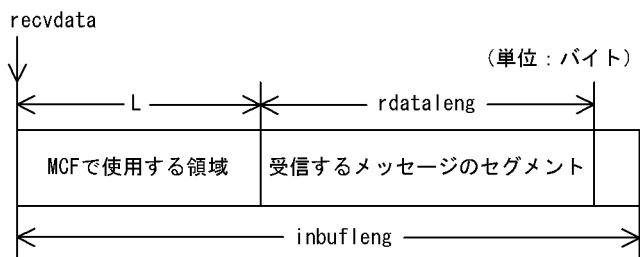 recvdata
（単位：バイト）
L
rdataleng
MCFで使用する領域
受信するメッセージのセグメント
inbufleng